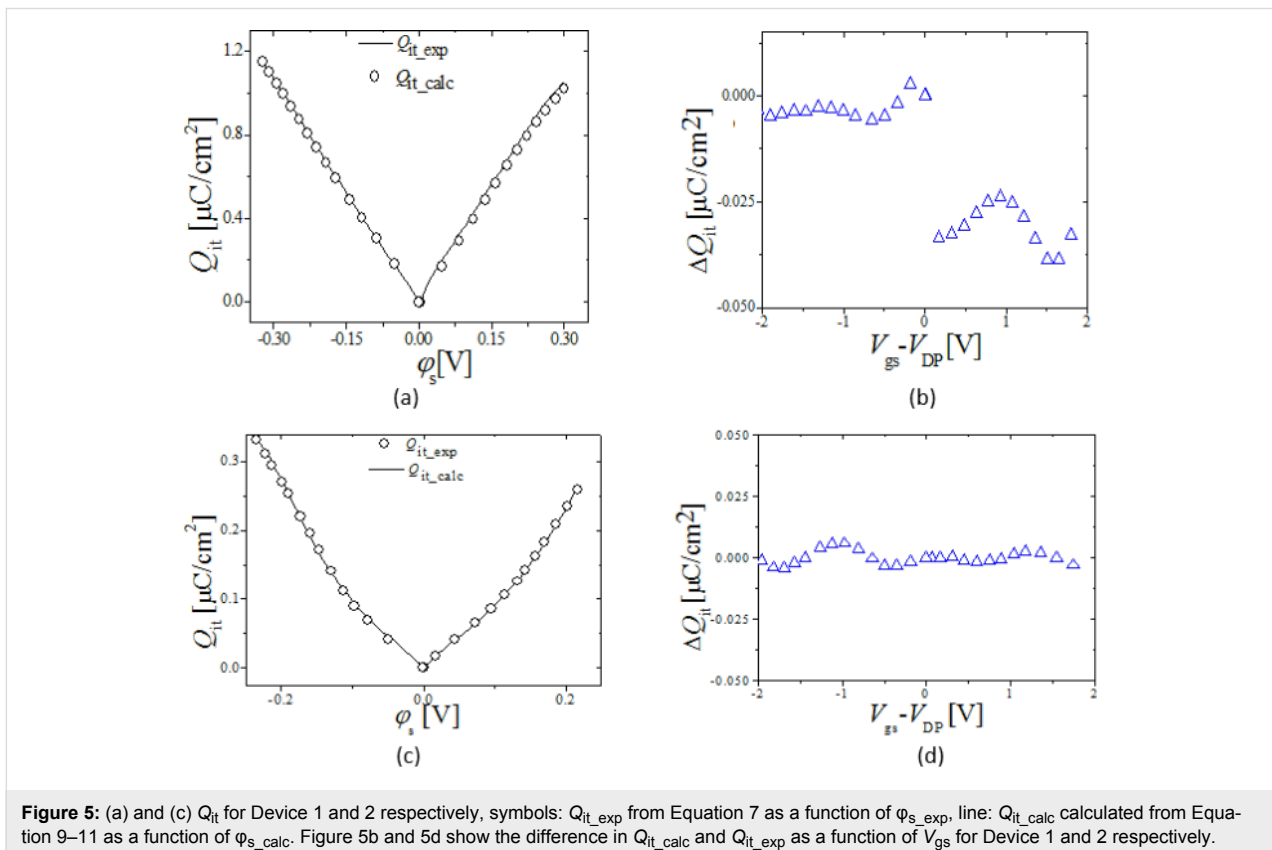 Q_it_exp
Q_it_calc
1.2
0.8
0.4
0.0
Q_it [μC/cm²]
-0.30 -0.15 0.00 0.15 0.30
φ_s[V]
(a)
0.000
-0.025
-0.050
ΔQ_it [μC/cm²]
-2 -1 0 1 2
V_gs-V_DP [V]
(b)
Q_it_exp
Q_it_calc
0.3
0.2
0.1
0.0
Q_it [μC/cm²]
-0.2 0.0 0.2
φ_s [V]
(c)
0.050
0.025
0.000
-0.025
-0.050
ΔQ_it [μC/cm²]
-2 -1 0 1 2
V_gs-V_DP [V]
(d)
Figure 5: (a) and (c) Q_it for Device 1 and 2 respectively, symbols: Q_it_exp from Equation 7 as a function of φ_s_exp, line: Q_it_calc calculated from Equa-
tion 9–11 as a function of φ_s_calc. Figure 5b and 5d show the difference in Q_it_calc and Q_it_exp as a function of V_gs for Device 1 and 2 respectively.